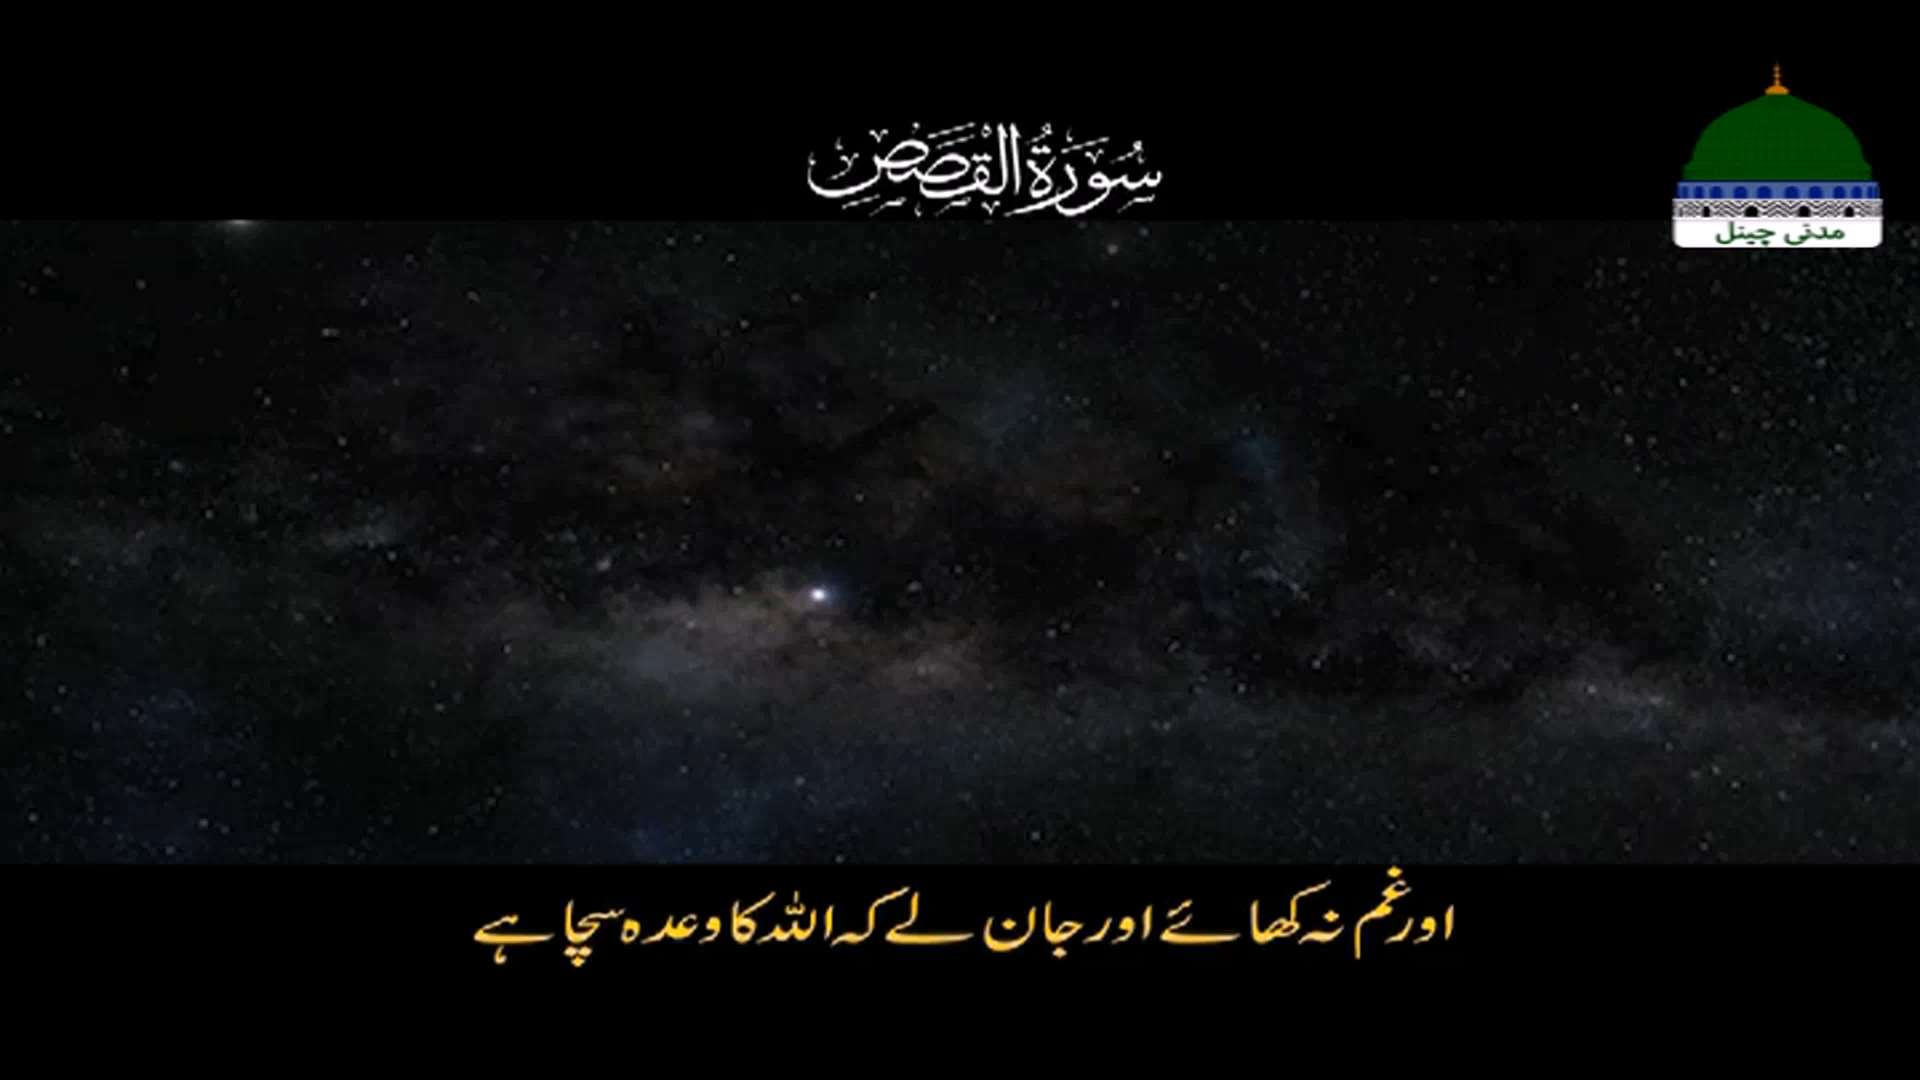 سُوْرَةُ الْقَصَصِ
مدنی چینل
اور غم نہ کھائے اور جان لے کہ اللہ کا وعدہ سچا ہے